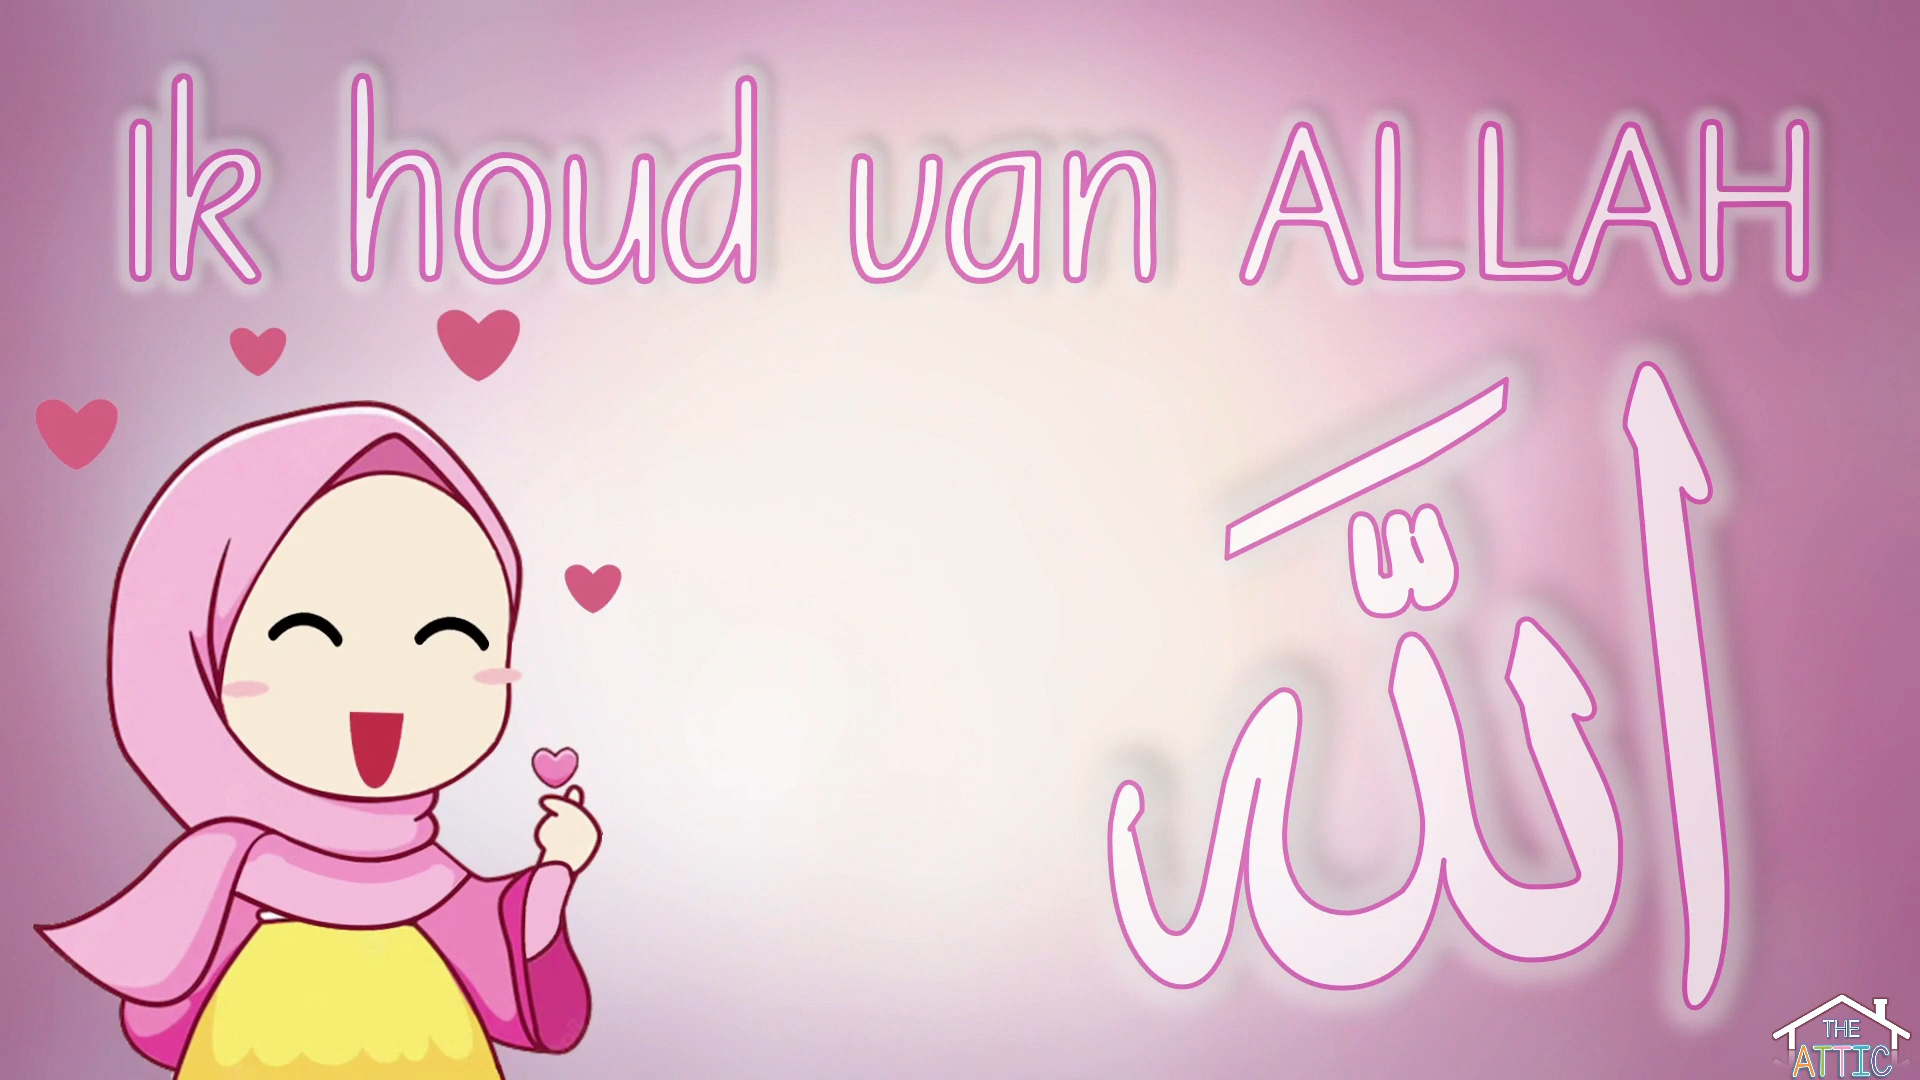 Ik houd van ALLAH
الله
THE
ATTIC